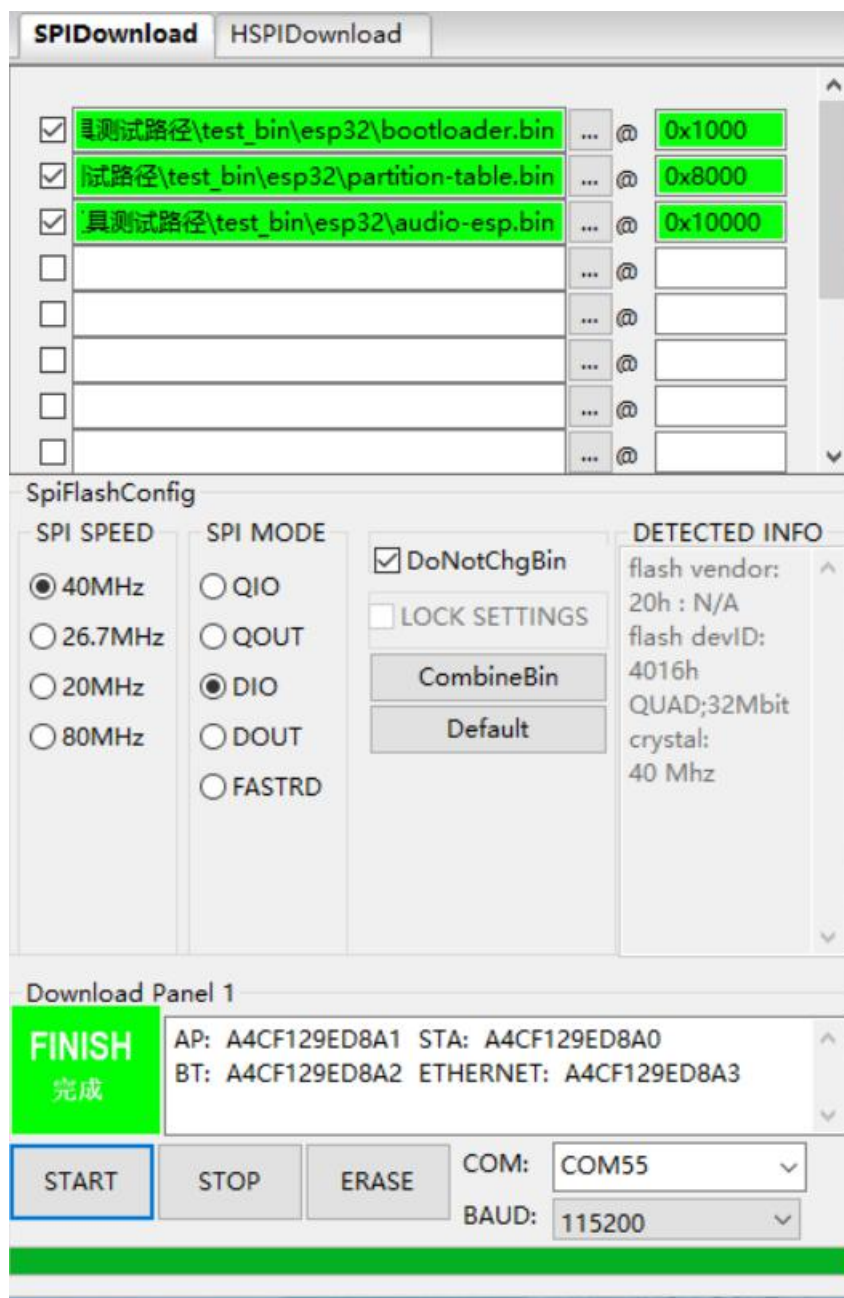 SPIDownload HSPIDownload
测试路径\test_bin\esp32\bootloader.bin ... @ 0x1000
试路径\test_bin\esp32\partition-table.bin ... @ 0x8000
具测试路径\test_bin\esp32\audio-esp.bin ... @ 0x10000
... @
... @
... @
... @
... @
SpiFlashConfig
SPI SPEED
40MHz
26.7MHz
20MHz
80MHz
SPI MODE
QIO
QOUT
DIO
DOUT
FASTRD
DoNotChgBin
LOCK SETTINGS
CombineBin
Default
DETECTED INFO
flash vendor:
20h : N/A
flash devID:
4016h
QUAD;32Mbit
crystal:
40 Mhz
Download Panel 1
FINISH
完成
AP: A4CF129ED8A1 STA: A4CF129ED8A0
BT: A4CF129ED8A2 ETHERNET: A4CF129ED8A3
START STOP ERASE
COM: COM55
BAUD: 115200